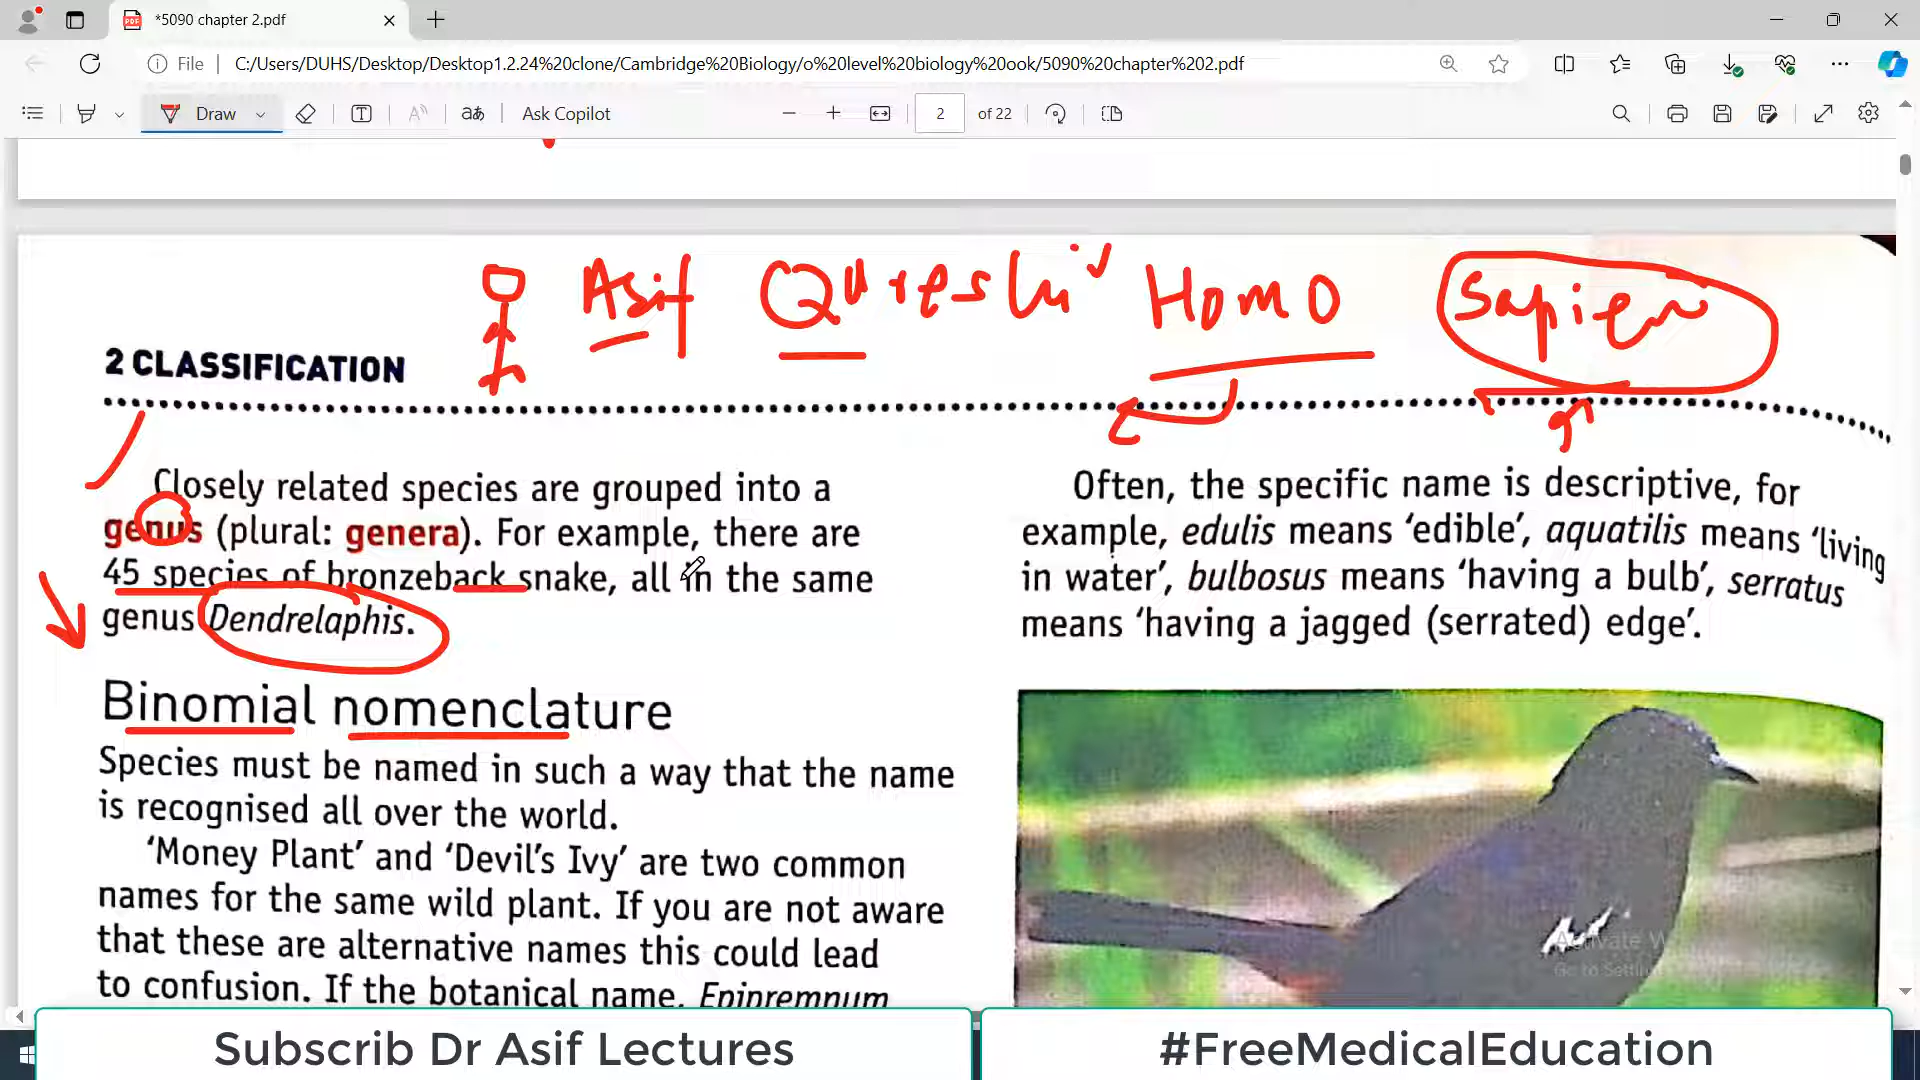 *5090 chapter 2.pdf
File
C:/Users/DUHS/Desktop/Desktop1.2.24%20clone/Cambridge%20Biology/o%20level%20biology%20ook/5090%20chapter%202.pdf
Draw
Ask Copilot
2 of 22
Asif Qureshi Homo Sapien
2 CLASSIFICATION
Closely related species are grouped into a
genus (plural: genera). For example, there are
45 species of bronzeback snake, all in the same
genus Dendrelaphis.
Binomial nomenclature
Species must be named in such a way that the name
is recognised all over the world.
'Money Plant' and 'Devil's Ivy' are two common
names for the same wild plant. If you are not aware
that these are alternative names this could lead
to confusion. If the botanical name, Epipremnum
Often, the specific name is descriptive, for
example, edulis means 'edible', aquatilis means 'living
in water', bulbosus means 'having a bulb', serratus
means 'having a jagged (serrated) edge'.
Activate W
Go to Settin
Subscrib Dr Asif Lectures
#FreeMedicalEducation